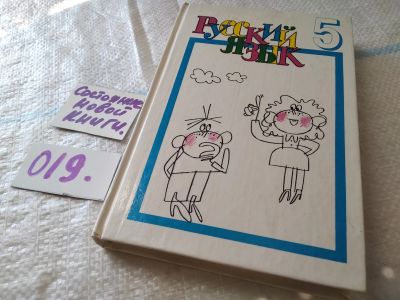 Русский
язык
5
Состояние
новой
книги.
019.